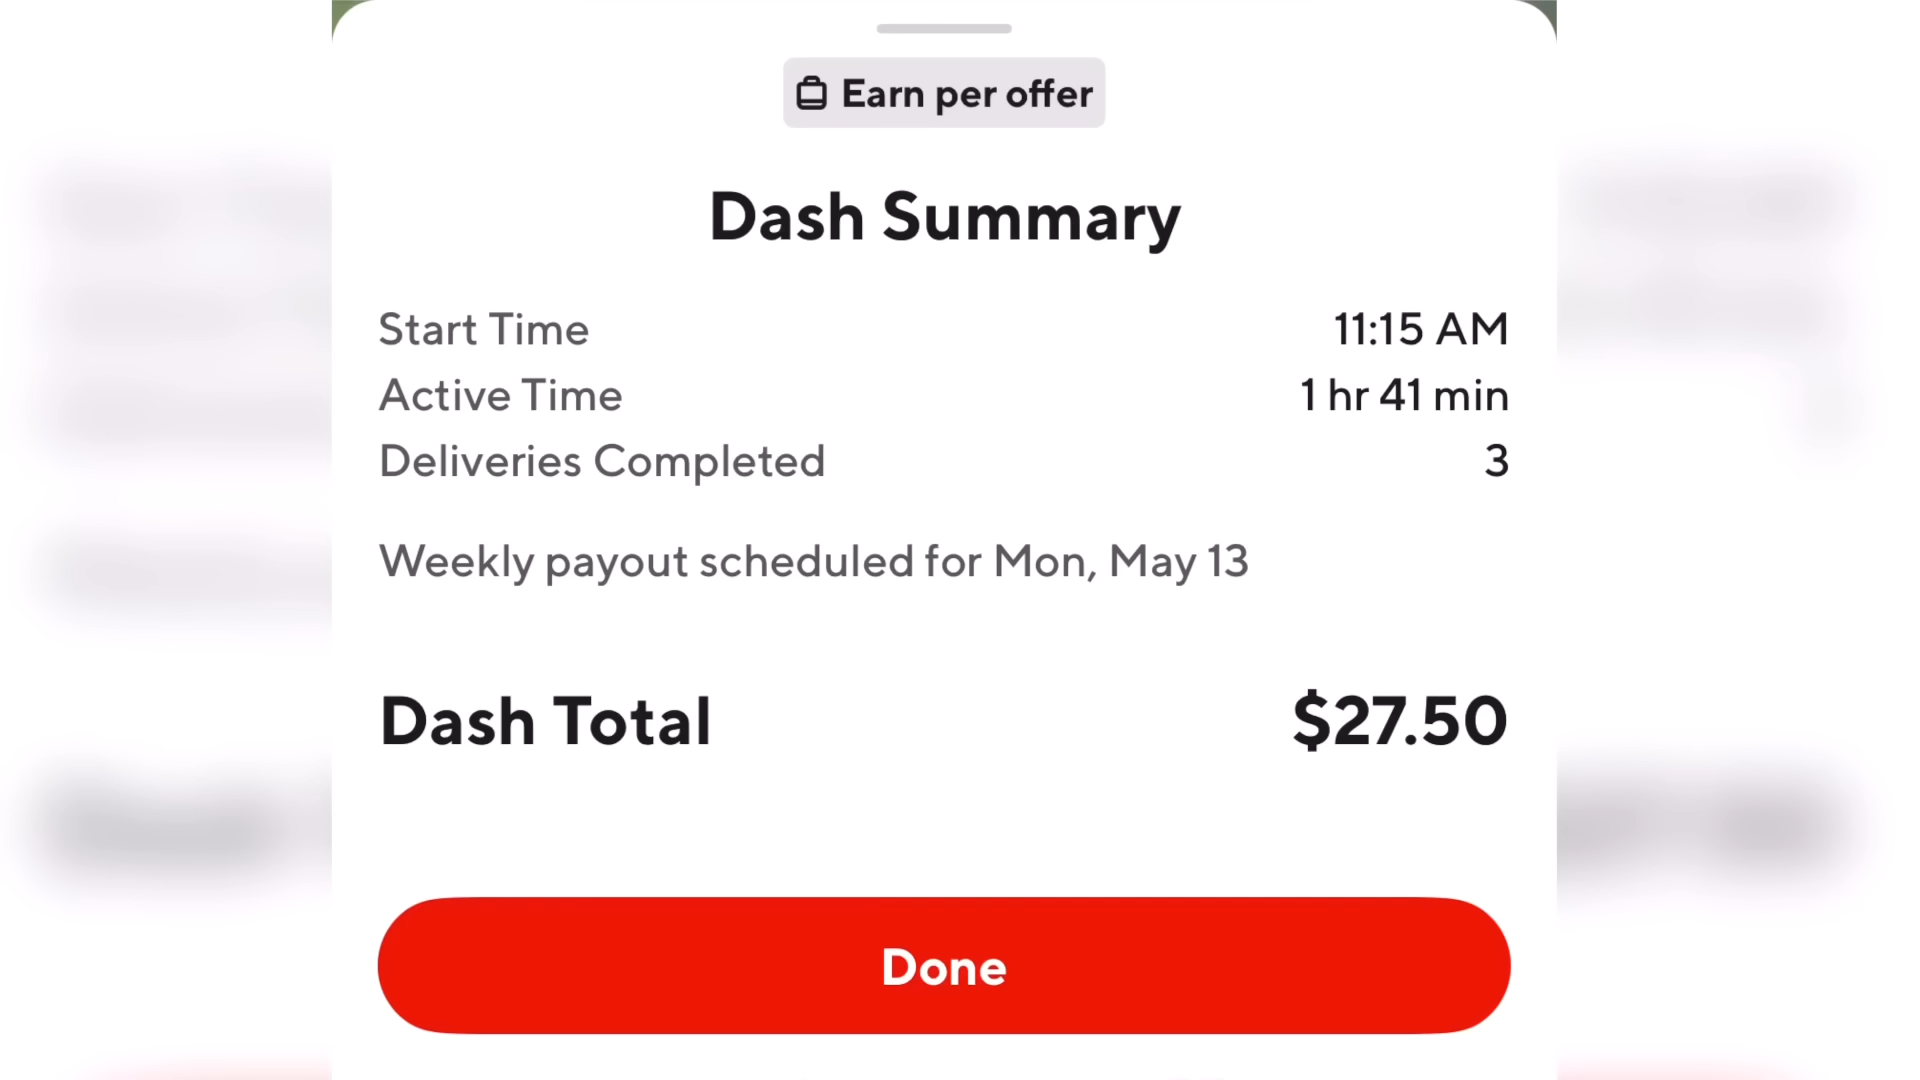 Earn per offer
Dash Summary
Start Time 11:15 AM
Active Time 1 hr 41 min
Deliveries Completed 3
Weekly payout scheduled for Mon, May 13
Dash Total $27.50
Done